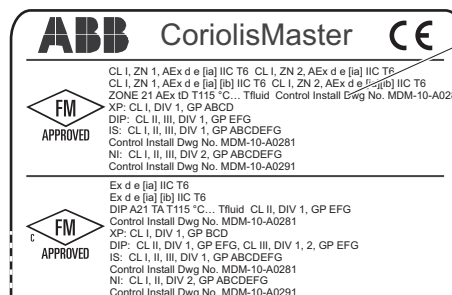 ABB CoriolisMaster CE
CL I, ZN 1, AEx d e [ia] IIC T6 CL I, ZN 2, AEx d e [ia] IIC T6
CL I, ZN 1, AEx d e [ia] [ib] IIC T6 CL I, ZN 2, AEx d e [ia][ib] IIC T6
ZONE 21 AEx tD T115 °C… Tfluid Control Install Dwg No. MDM-10-A028
XP: CL I, DIV 1, GP ABCD
DIP: CL II, III, DIV 1, GP EFG
IS: CL I, II, III, DIV 1, GP ABCDEFG
Control Install Dwg No. MDM-10-A0281
NI: CL I, II, III, DIV 2, GP ABCDEFG
Control Install Dwg No. MDM-10-A0291
FM
APPROVED
Ex d e [ia] IIC T6
Ex d e [ia] [ib] IIC T6
DIP A21 TA T115 °C… Tfluid CL II, DIV 1, GP EFG
Control Install Dwg No. MDM-10-A0281
XP: CL I, DIV 1, GP BCD
DIP: CL II, DIV 1, GP EFG, CL III, DIV 1, 2, GP EFG
IS: CL I, II, III, DIV 1, GP ABCDEFG
Control Install Dwg No. MDM-10-A0281
NI: CL I, II, DIV 2, GP ABCDEFG
Control Install Dwg No. MDM-10-A0291
FM
C
APPROVED